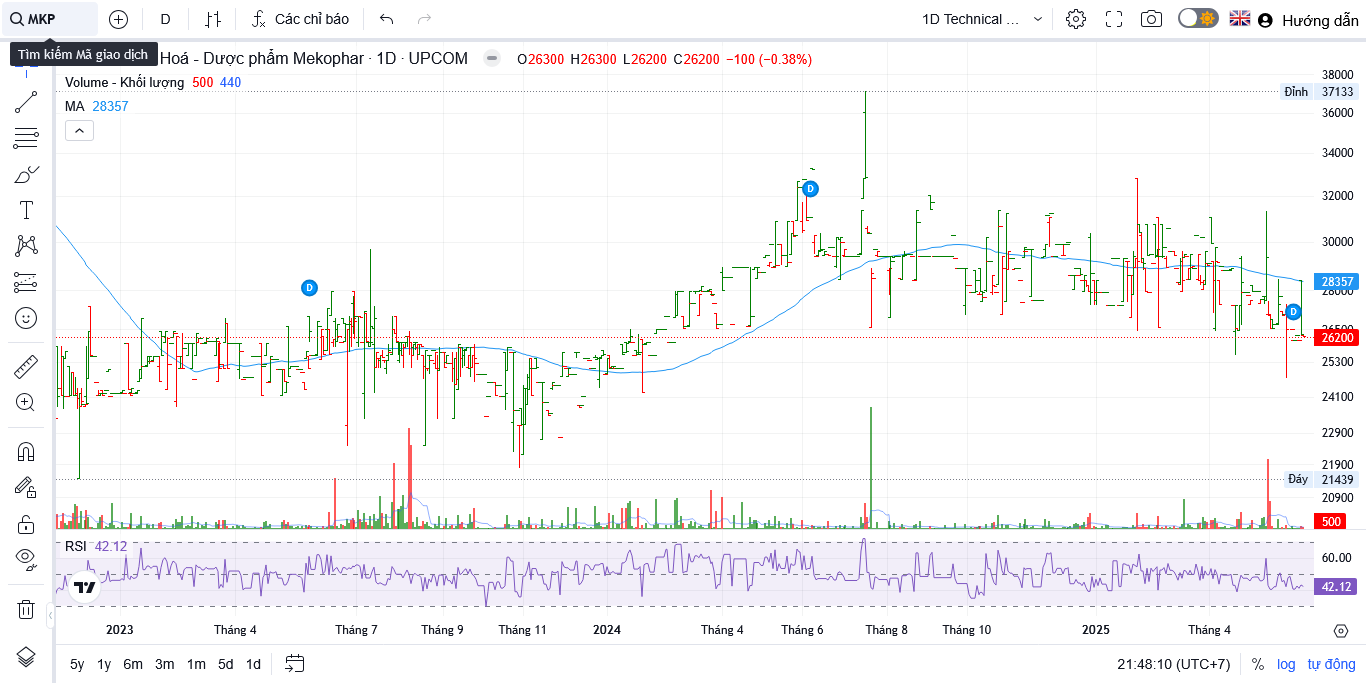 MKP
D
Các chỉ báo
1D Technical ...
Hướng dẫn
Tìm kiếm Mã giao dịch
Hoá - Dược phẩm Mekophar · 1D · UPCOM
O26300 H26300 L26200 C26200 −100 (−0.38%)
Volume - Khối lượng 500 440
MA 28357
38000
Đỉnh 37133
36000
34000
32000
30000
28357
28000
26500
26200
25300
24100
22900
21900
Đáy 21439
20900
500
D
D
D
RSI 42.12
60.00
42.12
2023
Tháng 4
Tháng 7
Tháng 9
Tháng 11
2024
Tháng 4
Tháng 6
Tháng 8
Tháng 10
2025
Tháng 4
5y 1y 6m 3m 1m 5d 1d
21:48:10 (UTC+7)
%
log
tự động